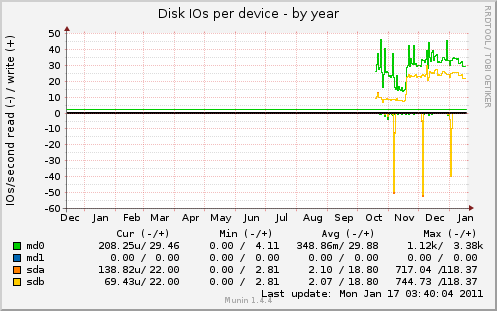 Disk IOs per device - by year
RRDTOOL / TOBI OETIKER
IOs/second read (-) / write (+)
50
40
30
20
10
0
-10
-20
-30
-40
-50
-60
Dec Jan Feb Mar Apr May Jun Jul Aug Sep Oct Nov Dec Jan
Cur (-/+) Min (-/+) Avg (-/+) Max (-/+)
md0 208.25u/ 29.46 0.00 / 4.11 348.86m/ 29.88 1.12k/ 3.38k
md1 0.00 / 0.00 0.00 / 0.00 0.00 / 0.00 0.00 / 0.00
sda 138.82u/ 22.00 0.00 / 2.81 2.10 / 18.80 717.04 /118.37
sdb 69.43u/ 22.00 0.00 / 2.81 2.07 / 18.80 744.73 /118.37
Last update: Mon Jan 17 03:40:04 2011
Munin 1.4.4